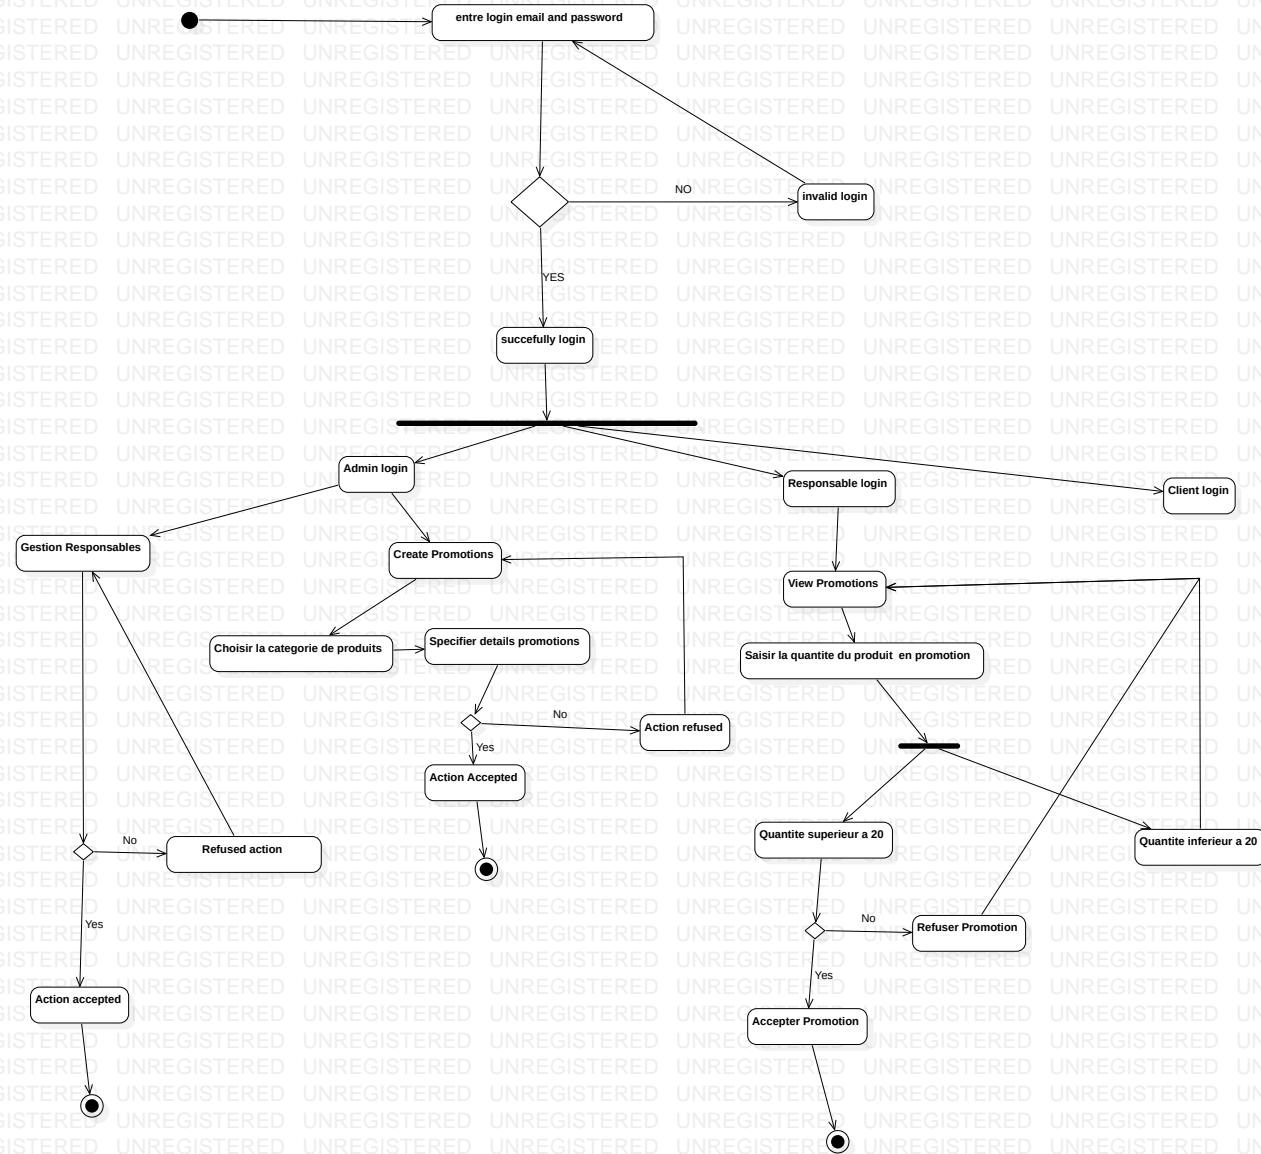 entre login email and password
NO
invalid login
YES
succefully login
Admin login
Responsable login
Client login
Gestion Responsables
Create Promotions
View Promotions
Choisir la categorie de produits
Specifier details promotions
Saisir la quantite du produit  en promotion
No
Action refused
Yes
Action Accepted
Quantite superieur a 20
Quantite inferieur a 20
No
Refused action
No
Refuser Promotion
Yes
Yes
Action accepted
Accepter Promotion
UNREGISTERED